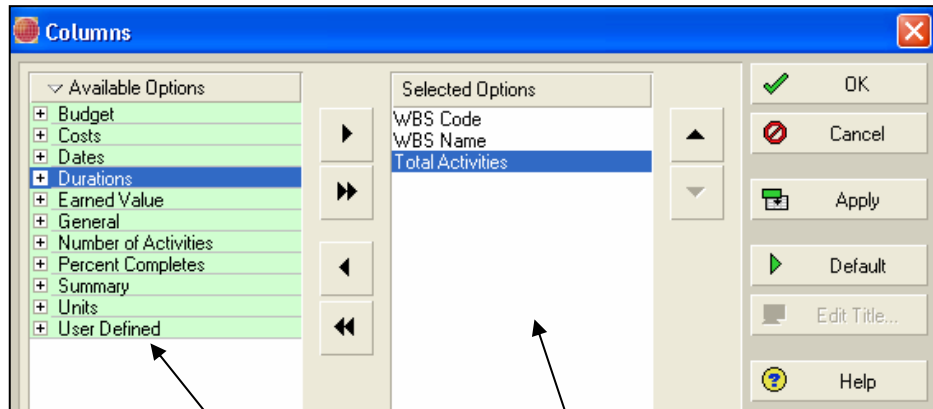 Columns
Available Options
Budget
Costs
Dates
Durations
Earned Value
General
Number of Activities
Percent Completes
Summary
Units
User Defined
Selected Options
WBS Code
WBS Name
Total Activities
OK
Cancel
Apply
Default
Edit Title...
Help